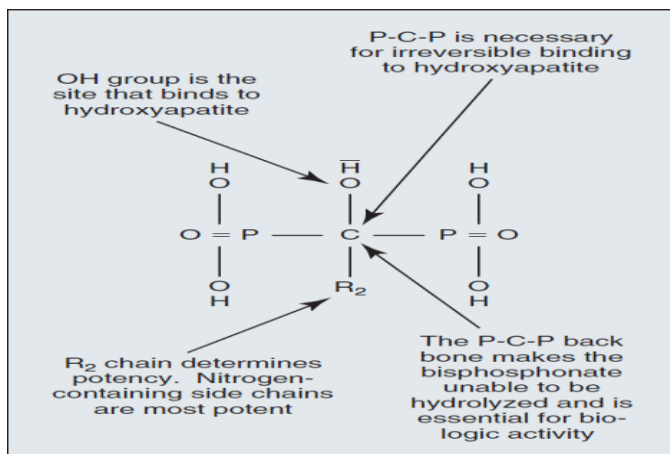 P-C-P is necessary
for irreversible binding
to hydroxyapatite
OH group is the
site that binds to
hydroxyapatite
H H H
O O O
O = P C P = O
O R2 O
H H
R2 chain determines
potency. Nitrogen-
containing side chains
are most potent
The P-C-P back
bone makes the
bisphosphonate
unable to be
hydrolyzed and is
essential for bio-
logic activity